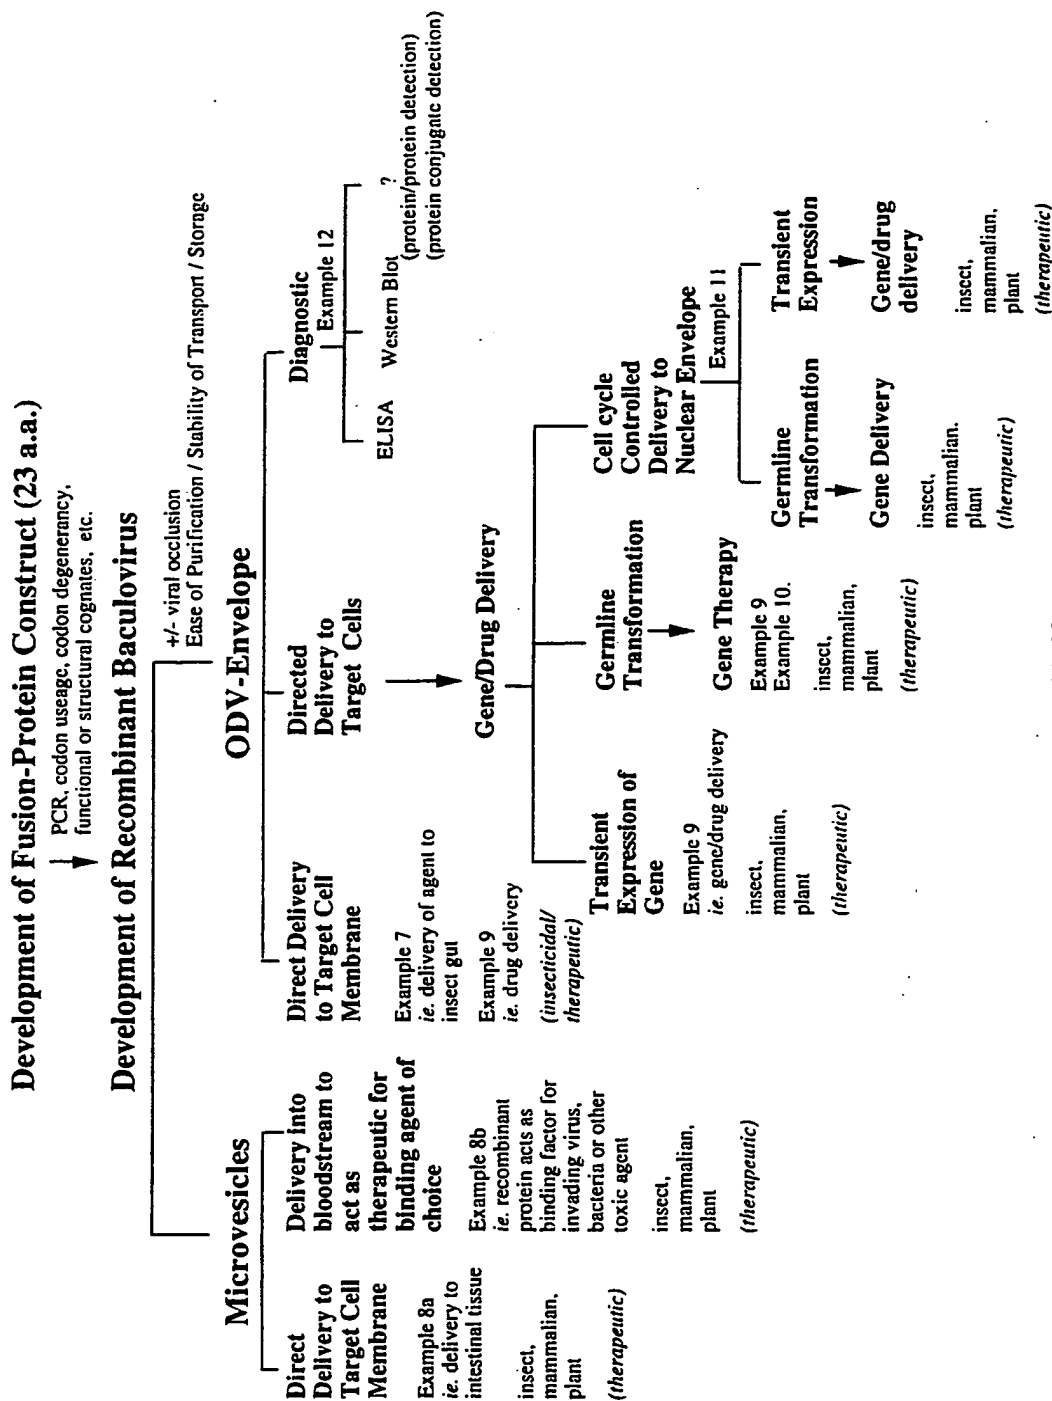 Development of Fusion-Protein Construct (23 a.a.)
PCR, codon useage, codon degenerancy,
functional or structural cognates, etc.
Development of Recombinant Baculovirus
+/- viral occlusion
Ease of Purification / Stability of Transport / Storage
Microvesicles
ODV-Envelope
Direct
Delivery to
Target Cell
Membrane
Example 8a
ie. delivery to
intestinal tissue
insect,
mammalian,
plant
(therapeutic)
Delivery into
bloodstream to
act as
therapeutic for
binding agent of
choice
Example 8b
ie. recombinant
protein acts as
binding factor for
invading virus,
bacteria or other
toxic agent
insect,
mammalian,
plant
(therapeutic)
Direct Delivery
to Target Cell
Membrane
Example 7
ie. delivery of agent to
insect gut
Example 9
ie. drug delivery
(insecticidal/
therapeutic)
Directed
Delivery to
Target Cells
Diagnostic
Example 12
ELISA
Western Blot
?
(protein/protein detection)
(protein conjugate detection)
Gene/Drug Delivery
Transient
Expression of
Gene
Example 9
ie. gene/drug delivery
insect,
mammalian,
plant
(therapeutic)
Germline
Transformation
Gene Therapy
Example 9
Example 10.
insect,
mammalian,
plant
(therapeutic)
Cell cycle
Controlled
Delivery to
Nuclear Envelope
Example 11
Germline
Transformation
Gene Delivery
insect,
mammalian.
plant
(therapeutic)
Transient
Expression
Gene/drug
delivery
insect,
mammalian,
plant
(therapeutic)